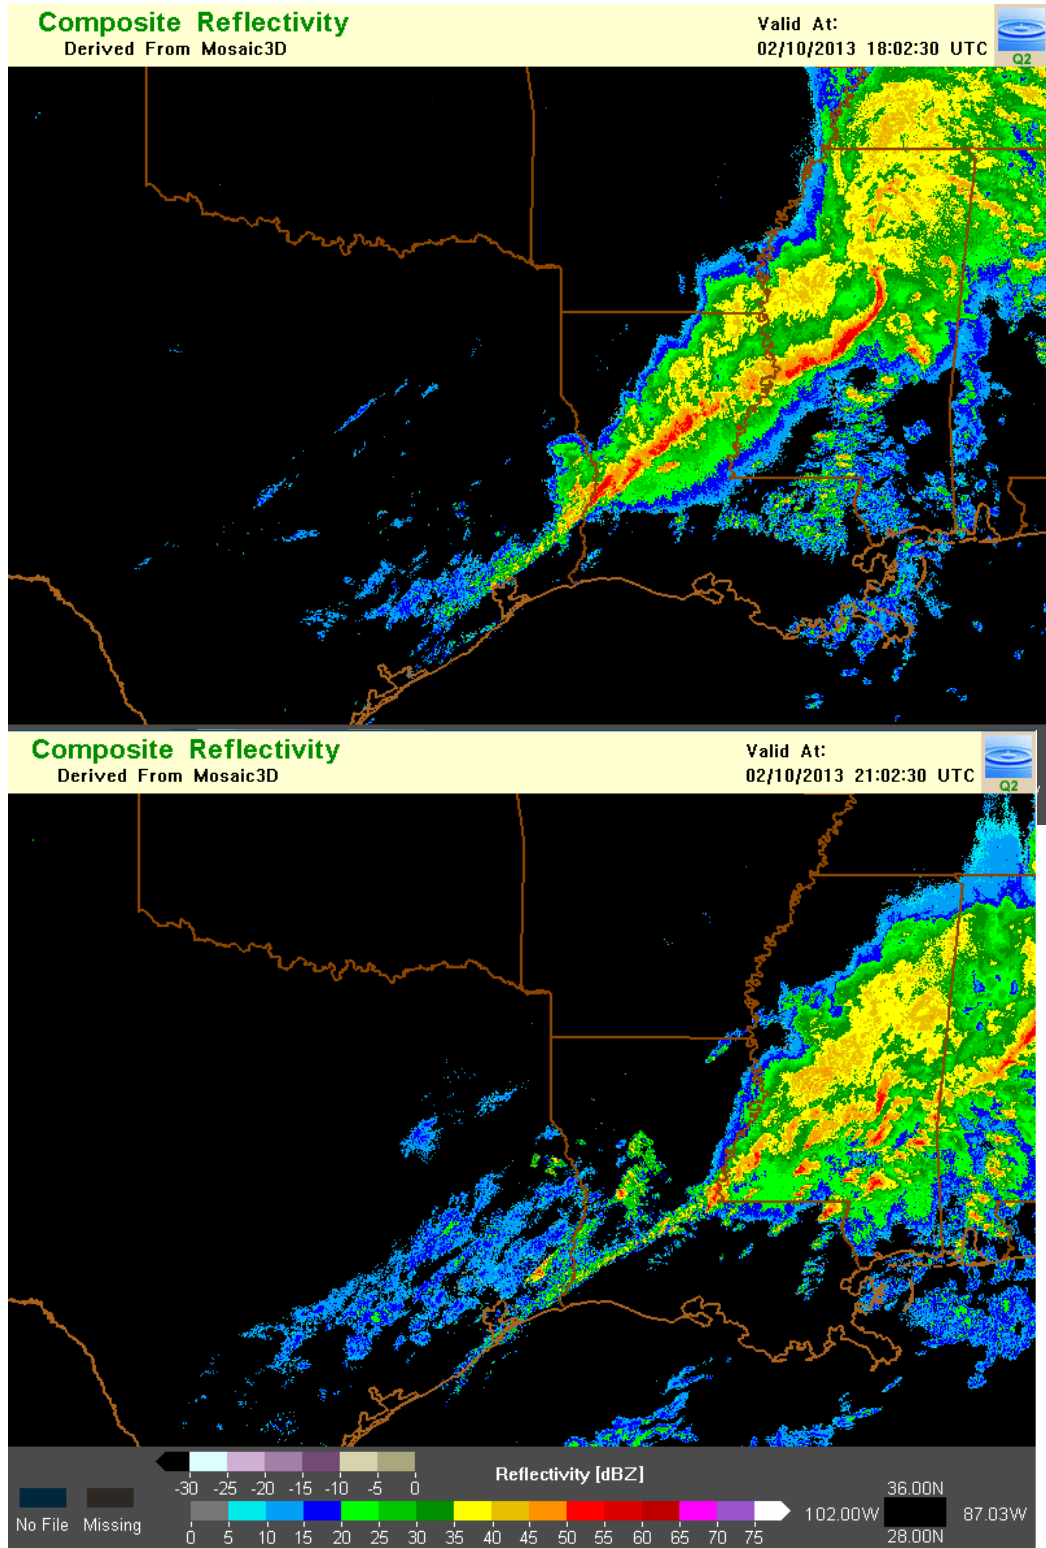 Composite Reflectivity
Derived From Mosaic3D
Valid At:
02/10/2013 18:02:30 UTC
Q2
Composite Reflectivity
Derived From Mosaic3D
Valid At:
02/10/2013 21:02:30 UTC
Q2
-30 -25 -20 -15 -10 -5 0
Reflectivity [dBZ]
No File Missing
0 5 10 15 20 25 30 35 40 45 50 55 60 65 70 75
36.00N
102.00W 87.03W
28.00N